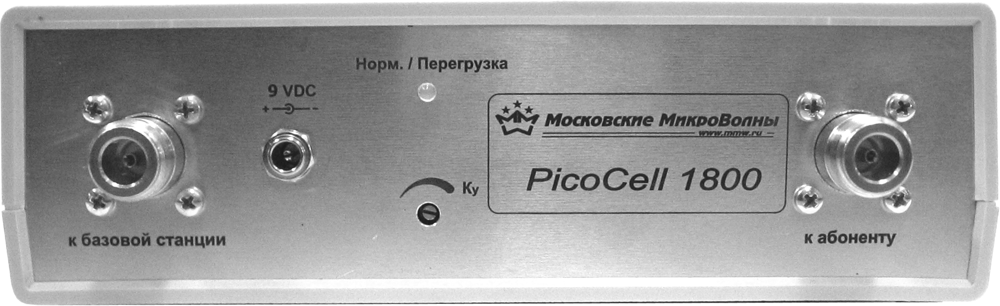 Норм. / Перегрузка
9 VDC
+ -
Московские МикроВолны
www.mmw.ru
PicoCell 1800
Ку
к базовой станции
к абоненту